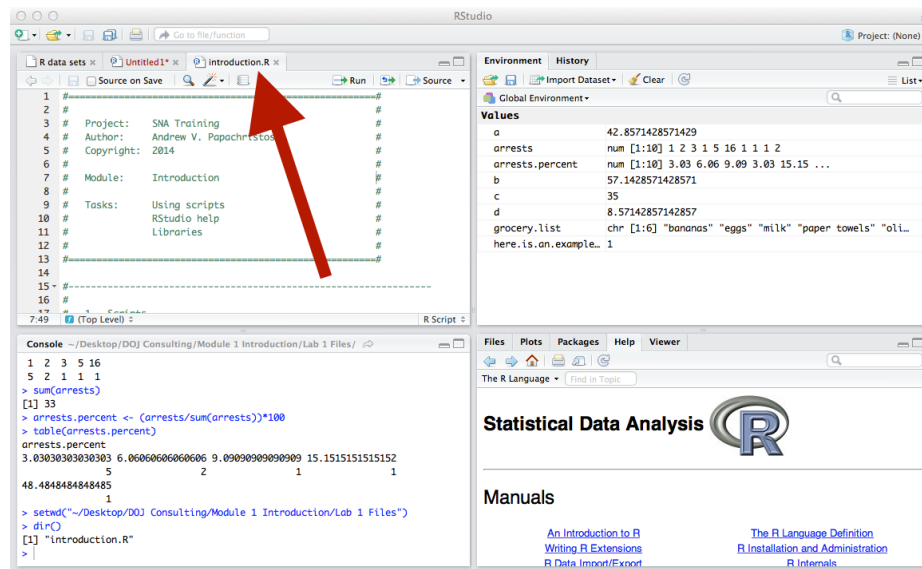 RStudio
Go to file/function
Project: (None)
R data sets × Untitled1* × introduction.R ×
Source on Save Run Source
1 #=======================================================#
2 # #
3 # Project: SNA Training #
4 # Author: Andrew V. Papachristos #
5 # Copyright: 2014 #
6 # #
7 # Module: Introduction #
8 # #
9 # Tasks: Using scripts #
10 # RStudio help #
11 # Libraries #
12 # #
13 #=======================================================#
14
15 #-----------------------------------------------------------------
16 #
17 # 1. Scripts
7:49 (Top Level) R Script
Console ~/Desktop/DOJ Consulting/Module 1 Introduction/Lab 1 Files/
1 2 3 5 16
5 2 1 1 1
> sum(arrests)
[1] 33
> arrests.percent <- (arrests/sum(arrests))*100
> table(arrests.percent)
arrests.percent
3.03030303030303 6.06060606060606 9.09090909090909 15.1515151515152
5 2 1 1
48.4848484848485
1
> setwd("~/Desktop/DOJ Consulting/Module 1 Introduction/Lab 1 Files")
> dir()
[1] "introduction.R"
>
Environment History
Import Dataset Clear List
Global Environment
Values
a 42.8571428571429
arrests num [1:10] 1 2 3 1 5 16 1 1 1 2
arrests.percent num [1:10] 3.03 6.06 9.09 3.03 15.15 ...
b 57.1428571428571
c 35
d 8.57142857142857
grocery.list chr [1:6] "bananas" "eggs" "milk" "paper towels" "oli…
here.is.an.example… 1
Files Plots Packages Help Viewer
The R Language Find in Topic
Statistical Data Analysis R
Manuals
An Introduction to R The R Language Definition
Writing R Extensions R Installation and Administration
R Data Import/Export R Internals